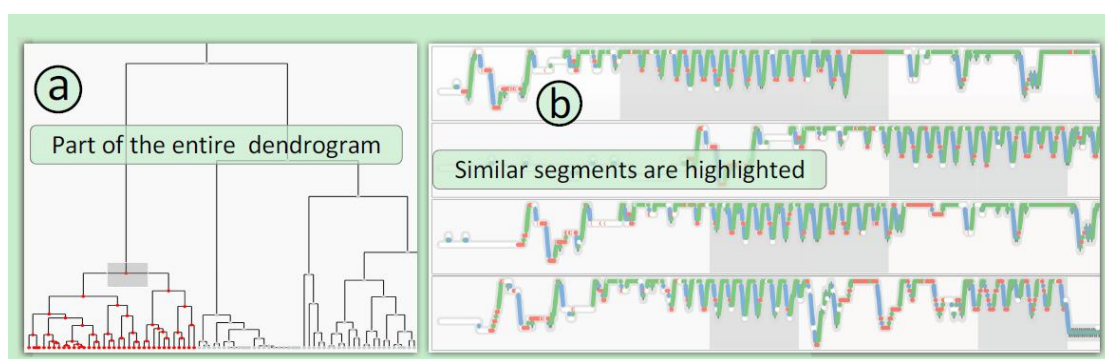 a
Part of the entire dendrogram
b
Similar segments are highlighted